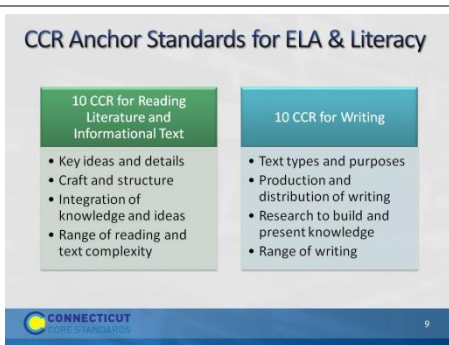 CCR Anchor Standards for ELA & Literacy
10 CCR for Reading
Literature and
Informational Text
• Key ideas and details
• Craft and structure
• Integration of
knowledge and ideas
• Range of reading and
text complexity
10 CCR for Writing
• Text types and purposes
• Production and
distribution of writing
• Research to build and
present knowledge
• Range of writing
CONNECTICUT
CORE STANDARDS
9